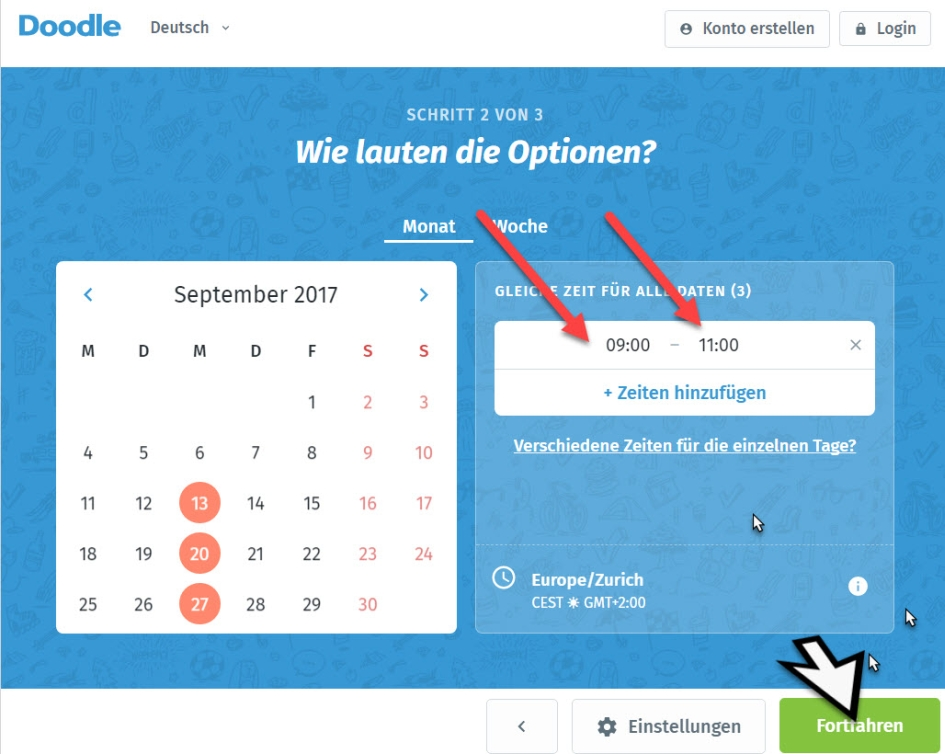 Doodle Deutsch Konto erstellen Login
SCHRITT 2 VON 3
Wie lauten die Optionen?
Monat Woche
September 2017
M D M D F S S
1 2 3
4 5 6 7 8 9 10
11 12 13 14 15 16 17
18 19 20 21 22 23 24
25 26 27 28 29 30
GLEICHE ZEIT FÜR ALLE DATEN (3)
09:00 – 11:00 ×
+ Zeiten hinzufügen
Verschiedene Zeiten für die einzelnen Tage?
Europe/Zurich
CEST ☀ GMT+2:00
Einstellungen Fortfahren